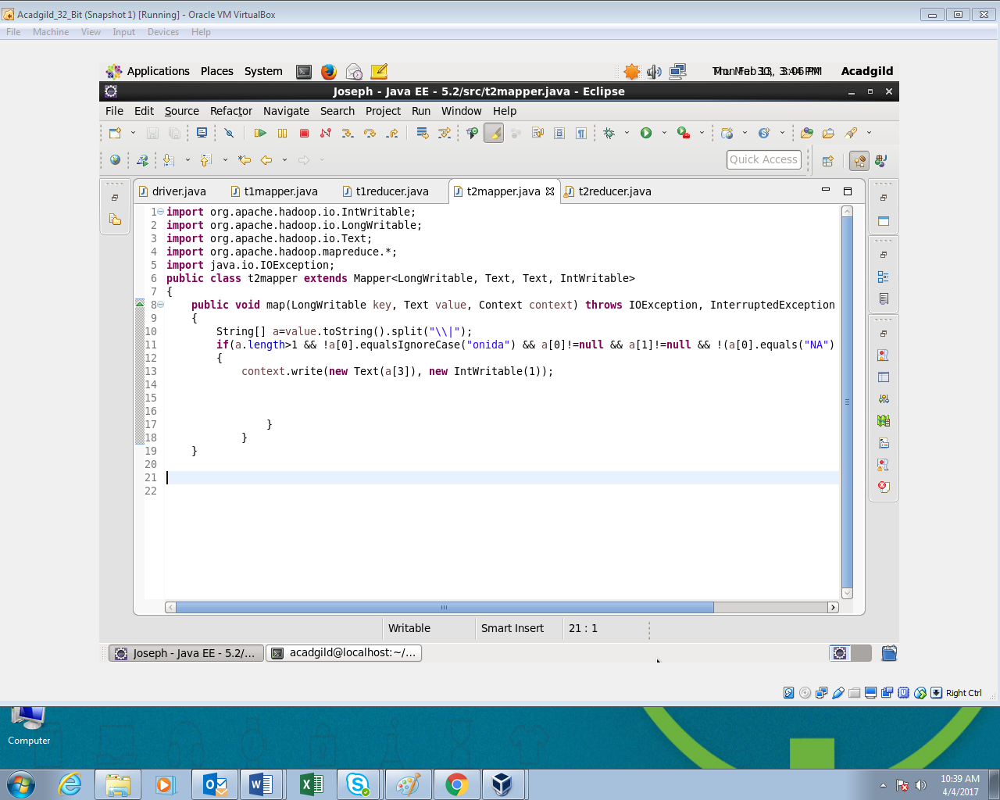 Acadgild_32_Bit (Snapshot 1) [Running] - Oracle VM VirtualBox
File Machine View Input Devices Help
Applications Places System
Acadgild
Joseph - Java EE - 5.2/src/t2mapper.java - Eclipse
File Edit Source Refactor Navigate Search Project Run Window Help
Quick Access
driver.java t1mapper.java t1reducer.java t2mapper.java t2reducer.java
1 import org.apache.hadoop.io.IntWritable;
2 import org.apache.hadoop.io.LongWritable;
3 import org.apache.hadoop.io.Text;
4 import org.apache.hadoop.mapreduce.*;
5 import java.io.IOException;
6 public class t2mapper extends Mapper<LongWritable, Text, Text, IntWritable>
7 {
8 public void map(LongWritable key, Text value, Context context) throws IOException, InterruptedException
9 {
10 String[] a=value.toString().split("\\|");
11 if(a.length>1 && !a[0].equalsIgnoreCase("onida") && a[0]!=null && a[1]!=null && !(a[0].equals("NA")
12 {
13 context.write(new Text(a[3]), new IntWritable(1));
14
15
16
17 }
18 }
19 }
20
21
22
Writable Smart Insert 21 : 1
Joseph - Java EE - 5.2/... acadgild@localhost:~/...
Right Ctrl
Computer
10:39 AM
4/4/2017